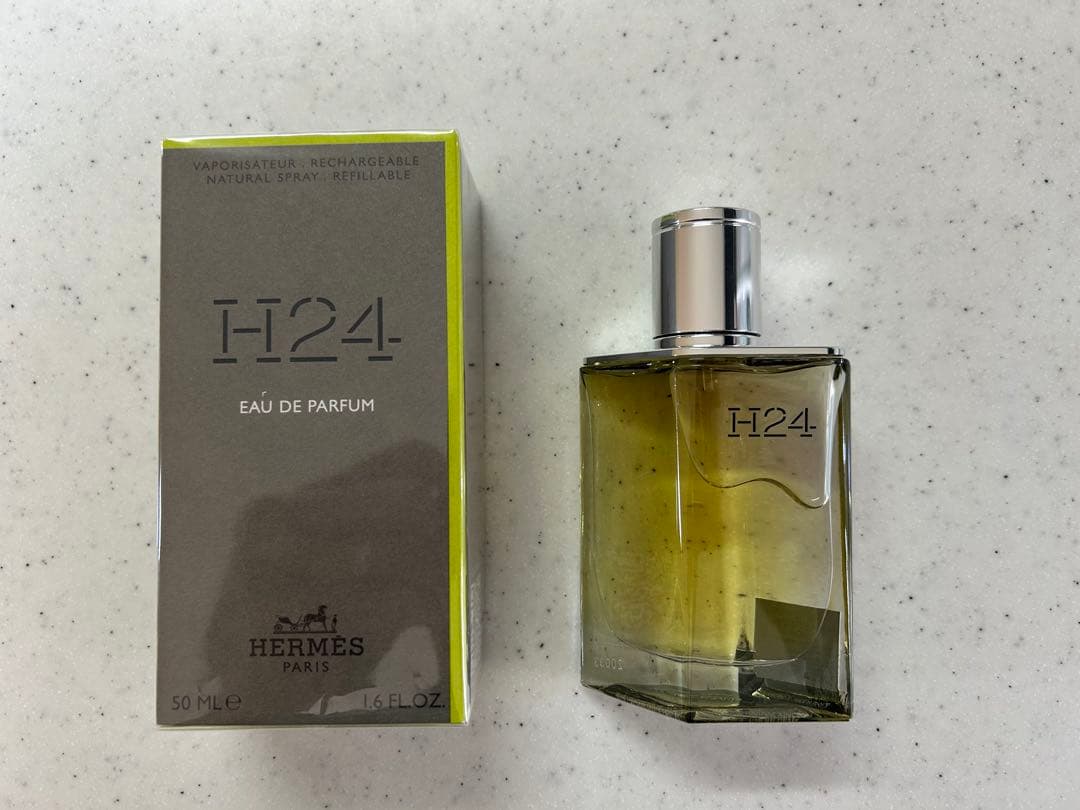 VAPORISATEUR . RECHARGEABLE
NATURAL SPRAY . REFILLABLE
H24
EAU DE PARFUM
HERMÈS
PARIS
50 ML ℮ 1.6 FL.OZ.
H24